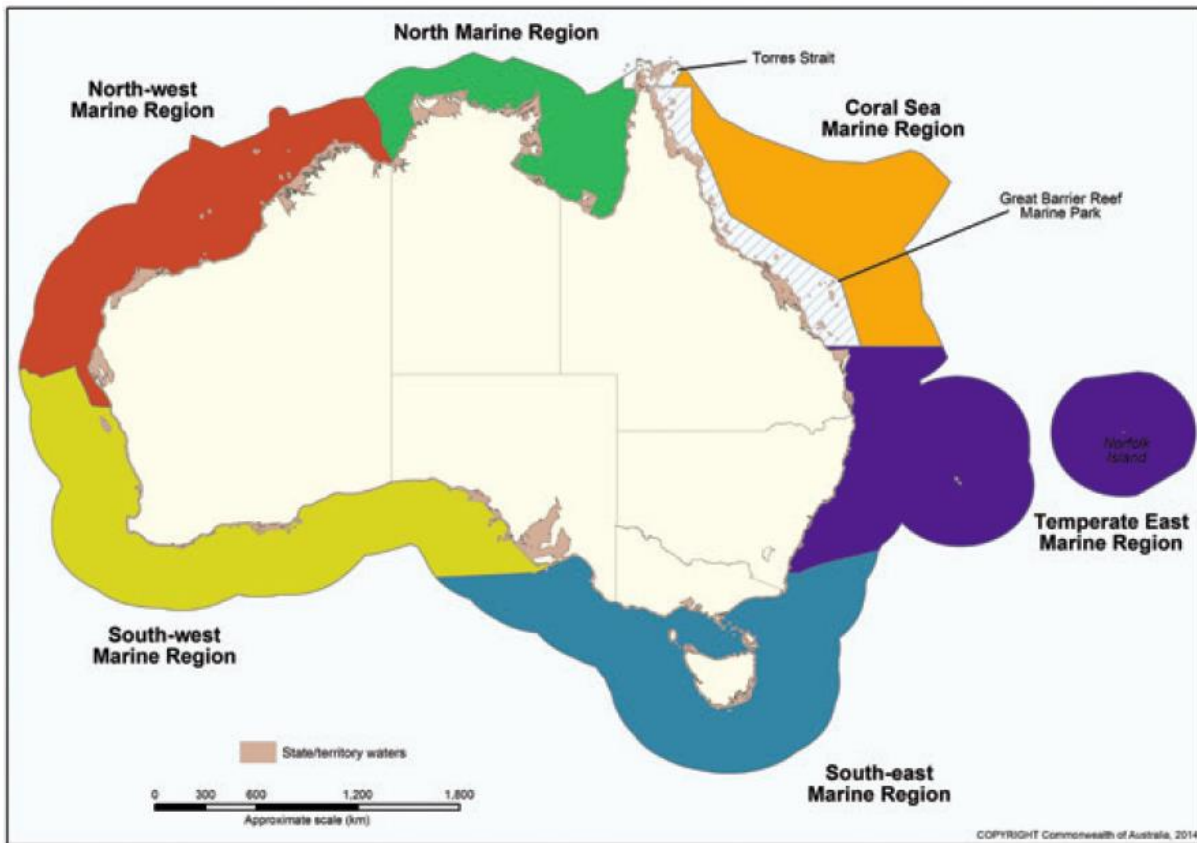 North Marine Region
Torres Strait
North-west
Marine Region
Coral Sea
Marine Region
Great Barrier Reef
Marine Park
Norfolk
Island
Temperate East
Marine Region
South-west
Marine Region
State/territory waters
South-east
Marine Region
0 300 600 1,200 1,800
Approximate scale (km)
COPYRIGHT Commonwealth of Australia, 2014